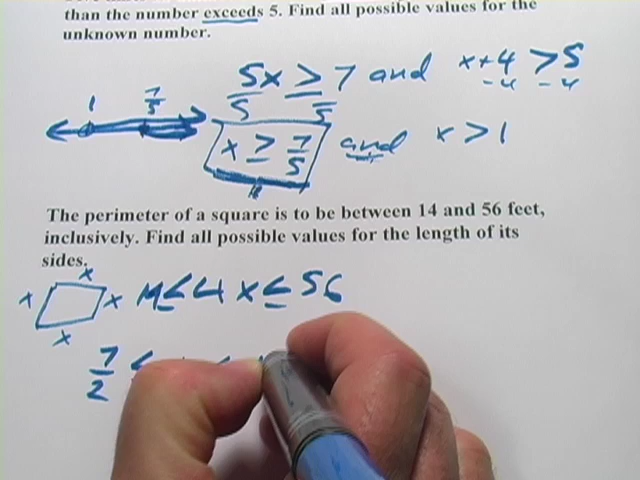 than the number exceeds 5. Find all possible values for the
unknown number.
5x ≥ 7 and x+4 > 5
5 5 -4 -4
1 7/5
x ≥ 7/5 and x > 1
The perimeter of a square is to be between 14 and 56 feet,
inclusively. Find all possible values for the length of its
sides.
x
x x 14 ≤ 4x ≤ 56
x
7/2 ≤